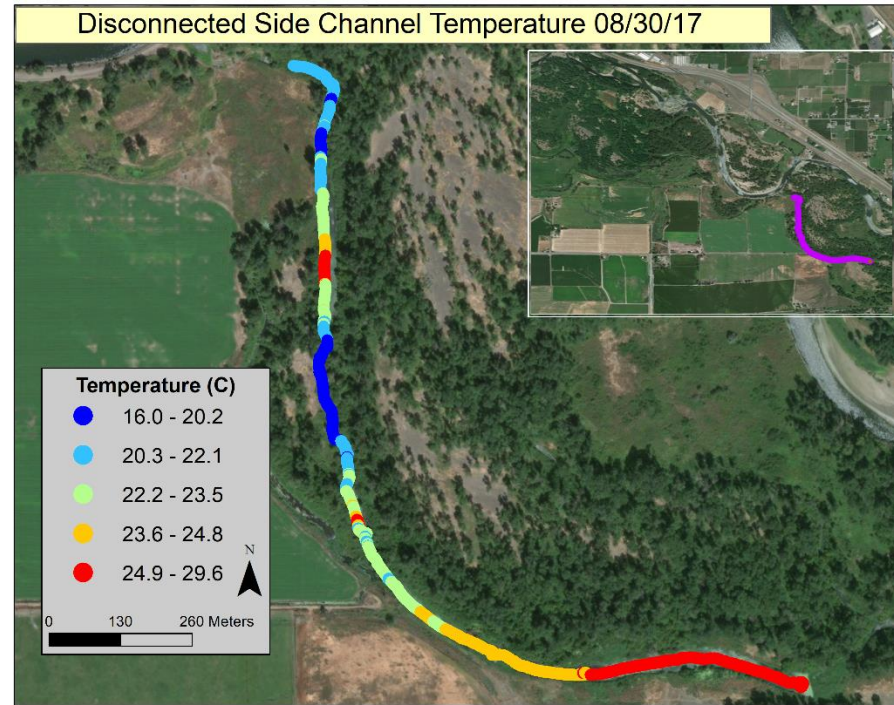 Disconnected Side Channel Temperature 08/30/17
Temperature (C)
16.0 - 20.2
20.3 - 22.1
22.2 - 23.5
23.6 - 24.8
24.9 - 29.6
N
0 130 260 Meters